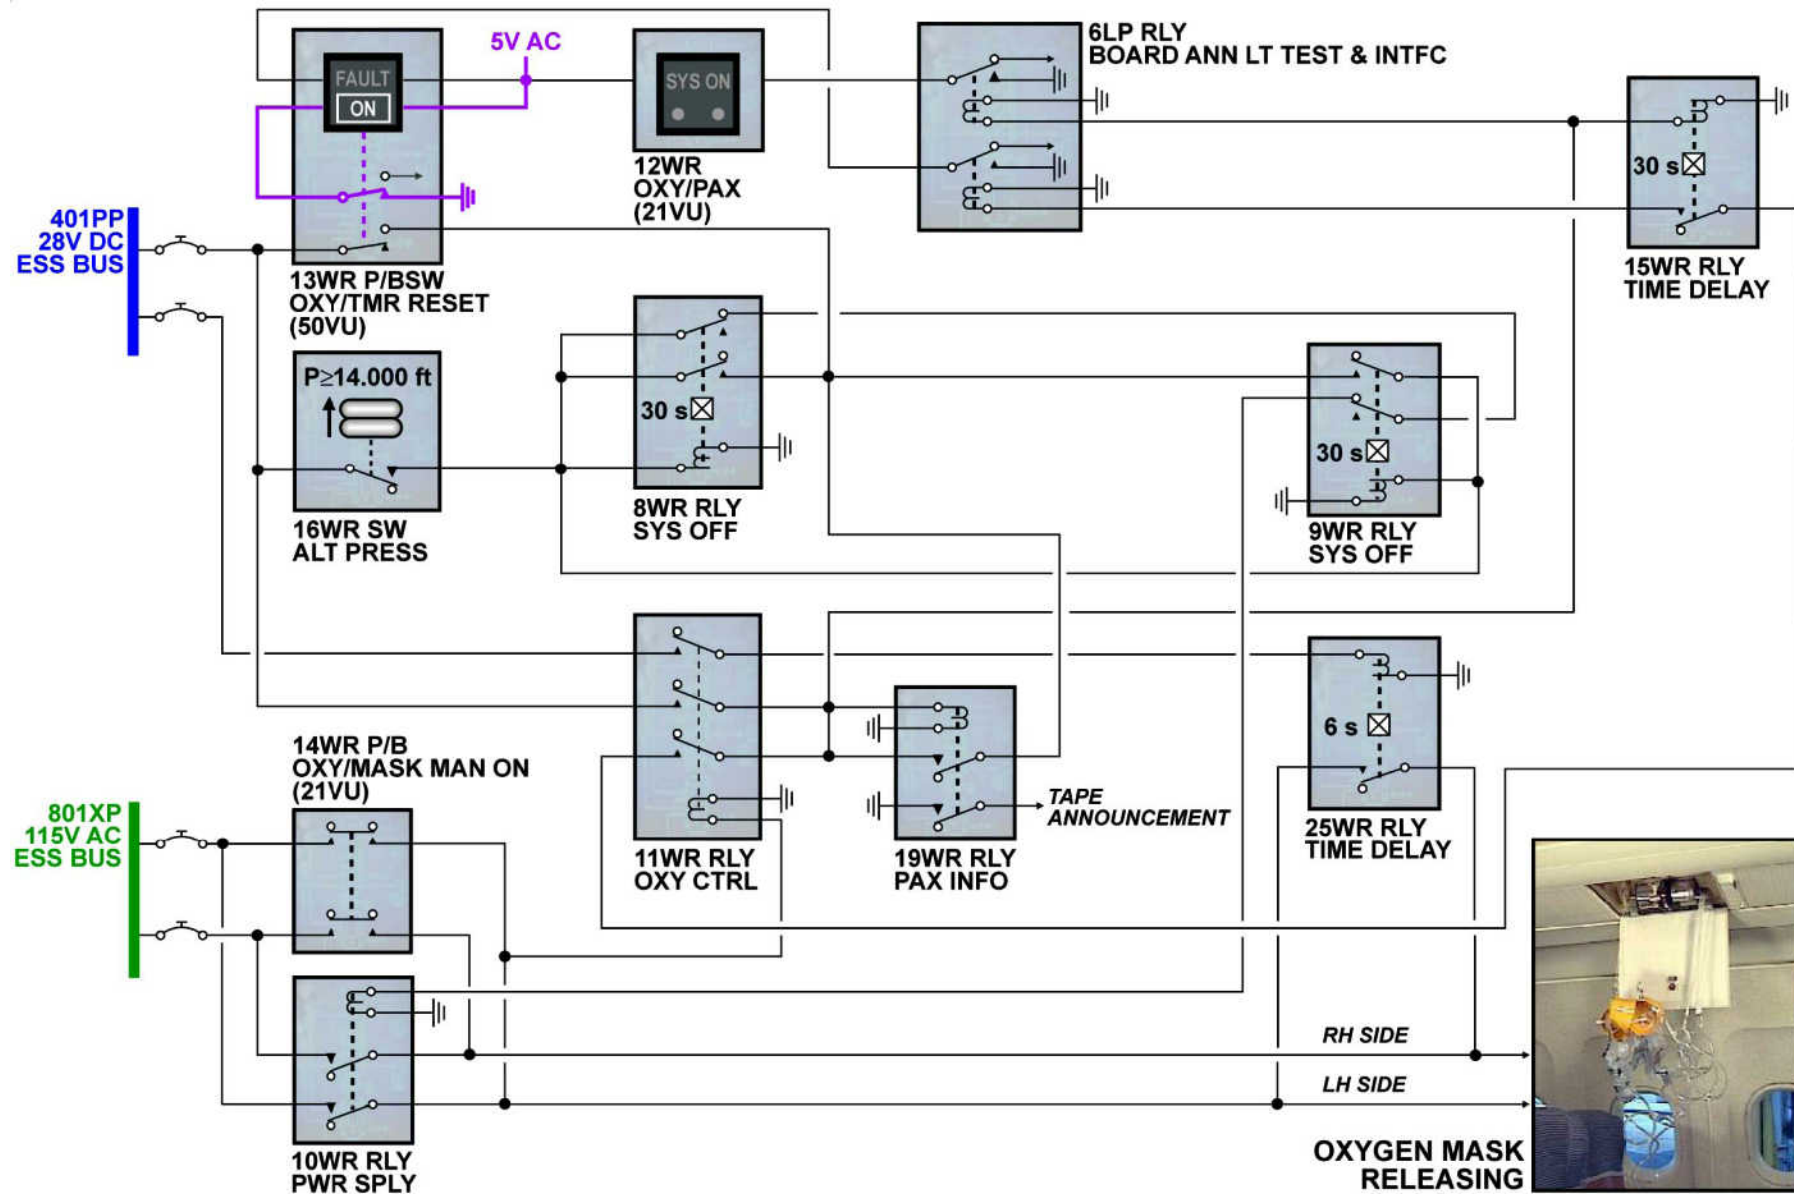 5V AC
FAULT
ON
SYS ON
6LP RLY
BOARD ANN LT TEST & INTFC
12WR
OXY/PAX
(21VU)
30 s
15WR RLY
TIME DELAY
401PP
28V DC
ESS BUS
13WR P/BSW
OXY/TMR RESET
(50VU)
P≥14.000 ft
16WR SW
ALT PRESS
30 s
8WR RLY
SYS OFF
30 s
9WR RLY
SYS OFF
14WR P/B
OXY/MASK MAN ON
(21VU)
801XP
115V AC
ESS BUS
11WR RLY
OXY CTRL
19WR RLY
PAX INFO
TAPE
ANNOUNCEMENT
6 s
25WR RLY
TIME DELAY
10WR RLY
PWR SPLY
RH SIDE
LH SIDE
OXYGEN MASK
RELEASING